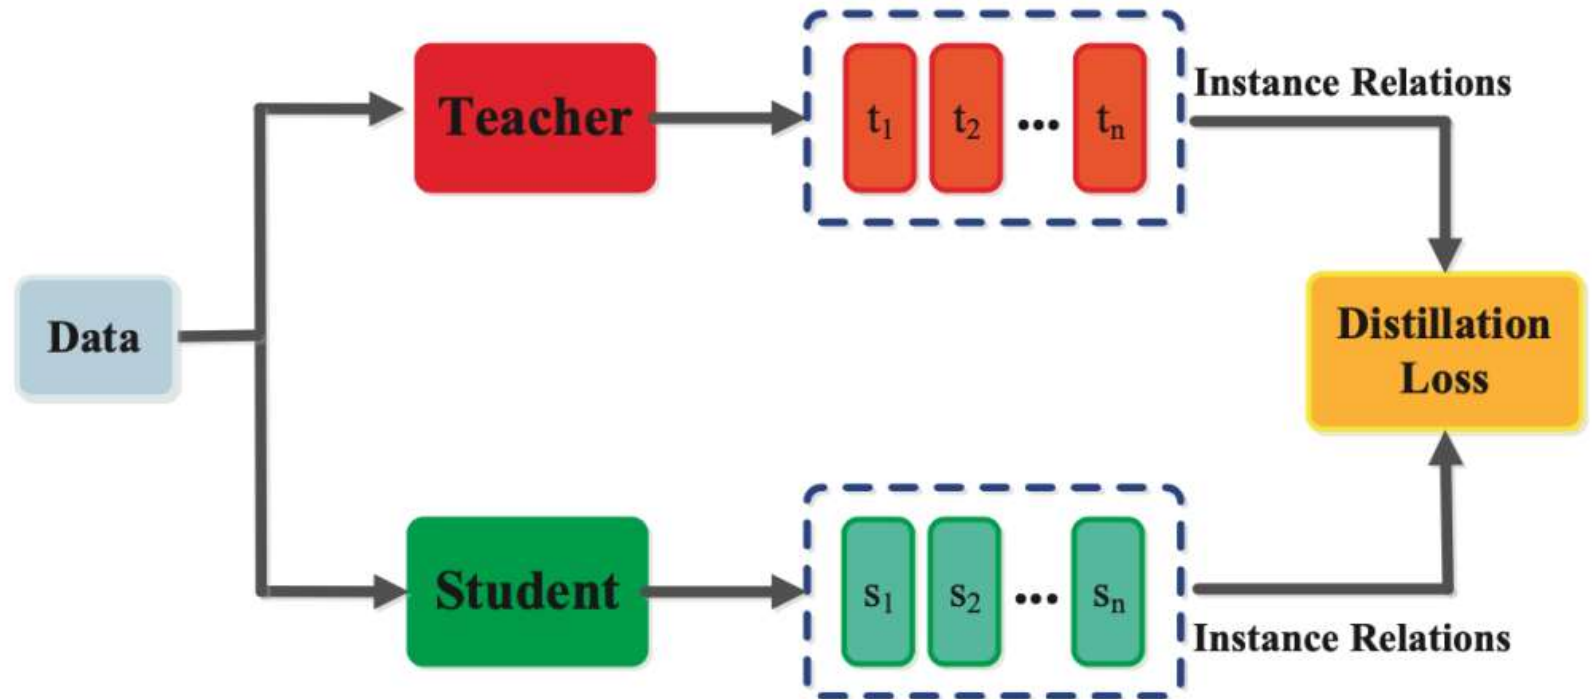 Teacher
t₁ t₂ ... tₙ
Instance Relations
Data
Distillation
Loss
Student
s₁ s₂ ... sₙ
Instance Relations